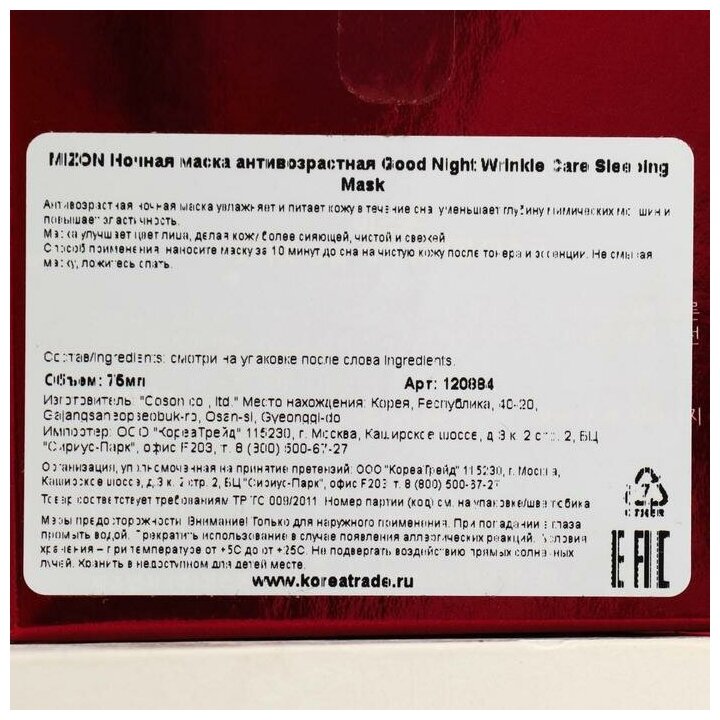 MIZON Ночная маска антивозрастная Good Night Wrinkle Care Sleeping
Mask
Антивозрастная ночная маска увлажняет и питает кожу в течение сна, уменьшает глубину мимических морщин и
повышает эластичность.
Маска улучшает цвет лица, делая кожу более сияющей, чистой и свежей
Способ применения: наносите маску за 10 минут до сна на чистую кожу после тонера и эссенции. Не смывая
маску, ложитесь спать.
Состав/Ingredients: смотри на упаковке после слова Ingredients.
Объем: 75мл Арт: 120884
Изготовитель: "Coson co., ltd." Место нахождения: Корея, Республика, 40-20,
Gajangsaneopseobuk-ro, Osan-si, Gyeonggi-do
Импортер: ООО "КореаТрейд" 115230, г. Москва, Каширское шоссе, д 3 к. 2 стр. 2, БЦ
"Сириус-Парк", офис F203, т. 8 (800) 500-67-27
Организация, уполномоченная на принятие претензий: ООО "КореаТрейд" 115230, г. Москва,
Каширское шоссе, д.3 к. 2 стр. 2, БЦ "Сириус-Парк", офис F203 т. 8 (800) 500-67-27
Товар соответствует требованиям ТР ТС 009/2011 Номер партии (код) см. на упаковке/шве тюбика
Меры предосторожности: Внимание! Только для наружного применения. При попадании в глаза
промыть водой. Прекратить использование в случае появления аллергических реакций. Условия
хранения – при температуре от +5С до от +25С. Не подвергать воздействию прямых солнечных
лучей. Хранить в недоступном для детей месте.
www.koreatrade.ru
7
OTHER
EAC
론
전
지